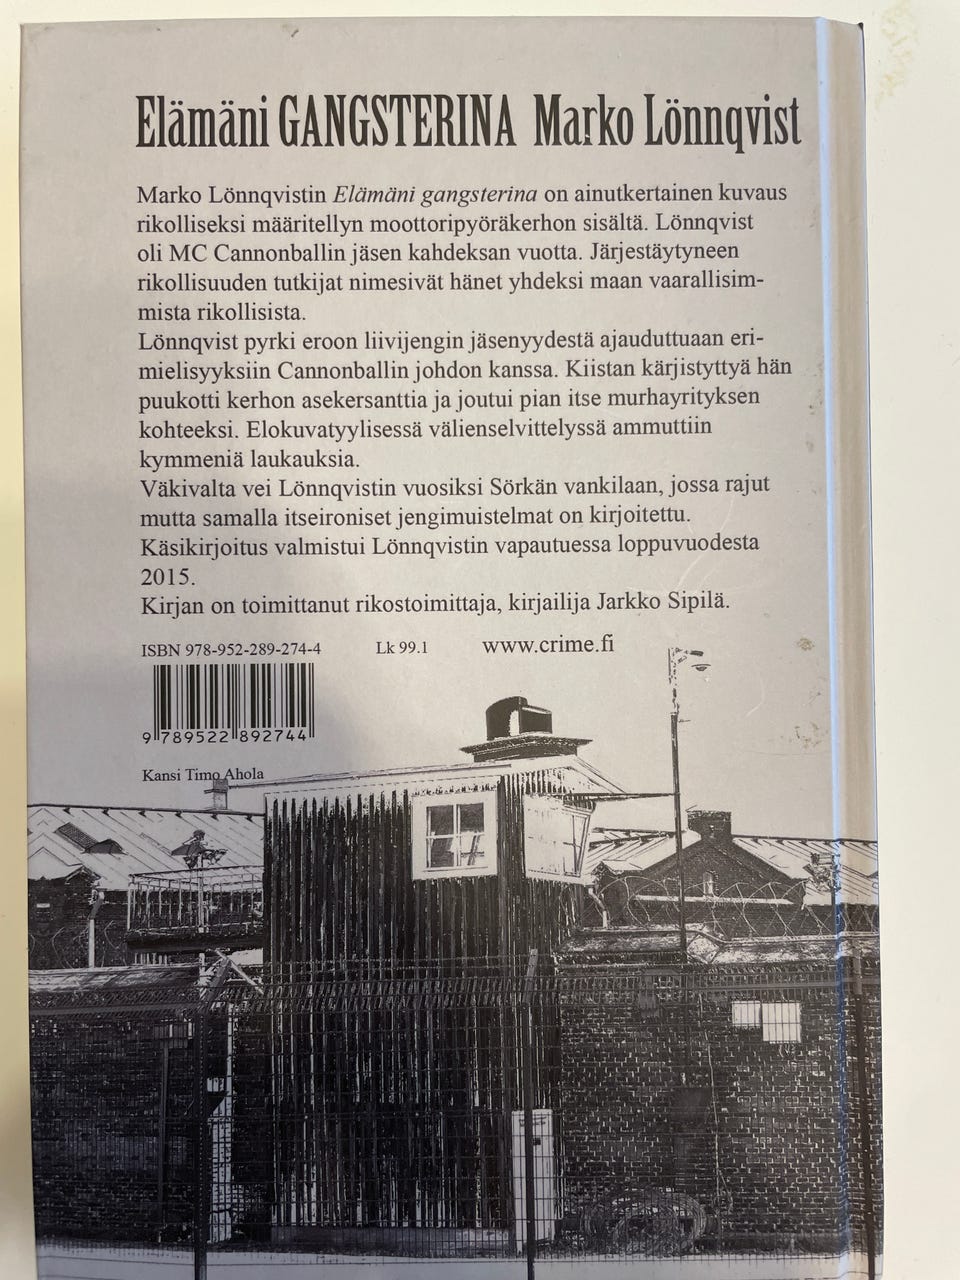 Elämäni GANGSTERINA Marko Lönnqvist
Marko Lönnqvistin Elämäni gangsterina on ainutkertainen kuvaus
rikolliseksi määritellyn moottoripyöräkerhon sisältä. Lönnqvist
oli MC Cannonballin jäsen kahdeksan vuotta. Järjestäytyneen
rikollisuuden tutkijat nimesivät hänet yhdeksi maan vaarallisim-
mista rikollisista.
Lönnqvist pyrki eroon liivijengin jäsenyydestä ajauduttuaan eri-
mielisyyksiin Cannonballin johdon kanssa. Kiistan kärjistyttyä hän
puukotti kerhon asekersanttia ja joutui pian itse murhayrityksen
kohteeksi. Elokuvatyylisessä välienselvittelyssä ammuttiin
kymmeniä laukauksia.
Väkivalta vei Lönnqvistin vuosiksi Sörkän vankilaan, jossa rajut
mutta samalla itseironiset jengimuistelmat on kirjoitettu.
Käsikirjoitus valmistui Lönnqvistin vapautuessa loppuvuodesta
2015.
Kirjan on toimittanut rikostoimittaja, kirjailija Jarkko Sipilä.
ISBN 978-952-289-274-4 Lk 99.1 www.crime.fi
9 789522 892744
Kansi Timo Ahola